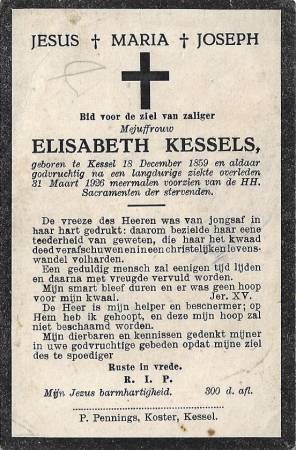 JESUS † MARIA † JOSEPH
Bid voor de ziel van zaliger
Mejuffrouw
ELISABETH KESSELS,
geboren te Kessel 18 December 1859 en aldaar
godvruchtig na een langdurige ziekte overleden
31 Maart 1926 meermalen voorzien van de HH.
Sacramenten der stervenden.
De vreeze des Heeren was van jongsaf in
haar hart gedrukt: daarom bezielde haar eene
teederheid van geweten, die haar het kwaad
deed verafschuwen en in een christelijken levens-
wandel volharden.
Een geduldig mensch zal eenigen tijd lijden
en daarna met vreugde vervuld worden.
Mijn smart bleef duren en er was geen hoop
voor mijn kwaal. Jer. XV.
De Heer is mijn helper en beschermer; op
Hem heb ik gehoopt, en deze mijn hoop zal
niet beschaamd worden.
Mijn dierbaren en kennissen gedenkt mijner
in uwe godvruchtige gebeden opdat mijne ziel
des te spoediger
Ruste in vrede.
R. I. P.
Mijn Jezus barmhartigheid. 300 d. afl.
P. Pennings, Koster, Kessel.